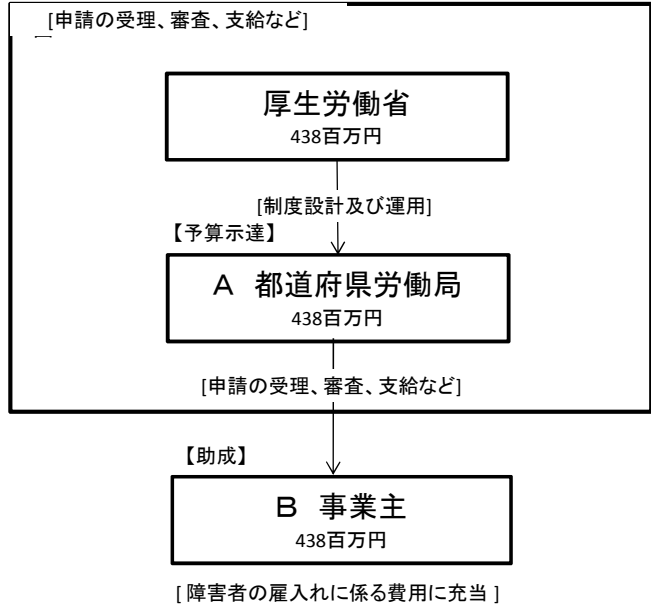 [申請の受理、審査、支給など]
厚生労働省
438百万円
[制度設計及び運用]
【予算示達】
A 都道府県労働局
438百万円
[申請の受理、審査、支給など]
【助成】
B 事業主
438百万円
[ 障害者の雇入れに係る費用に充当 ]